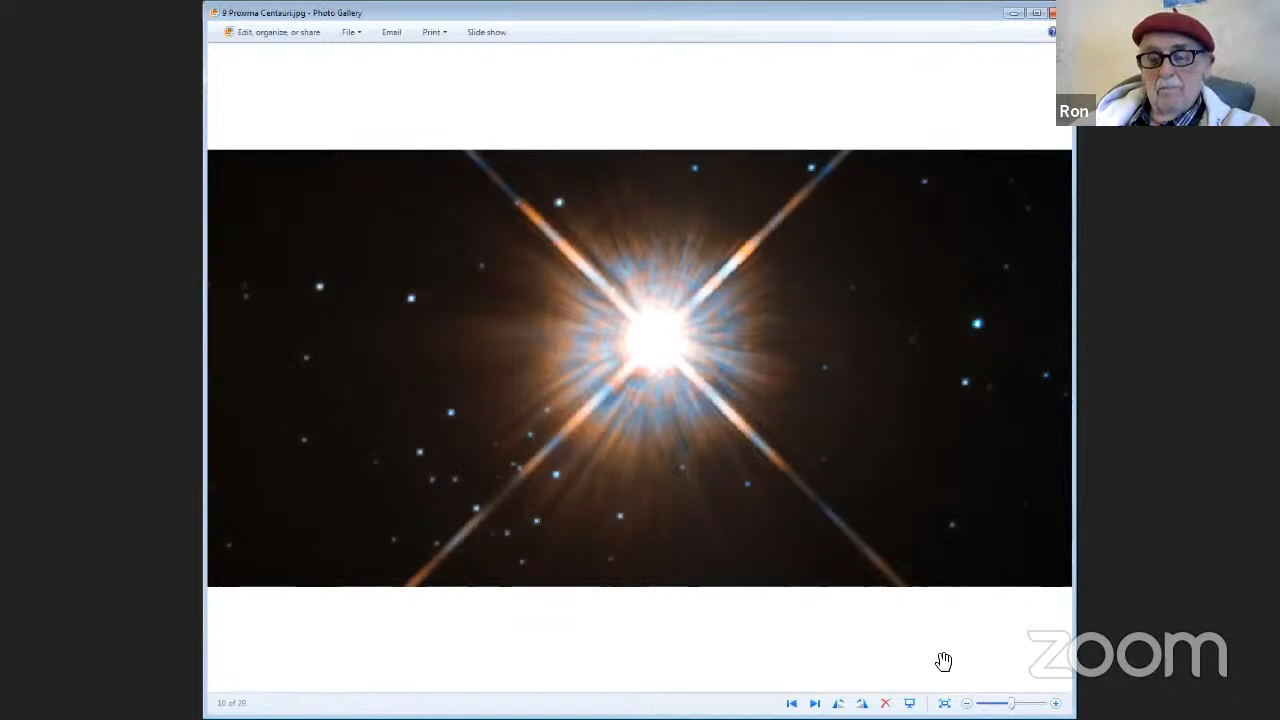 9 Proxima Centauri.jpg - Photo Gallery
Edit, organize, or share File Email Print Slide show
Ron
zoom
10 of 29